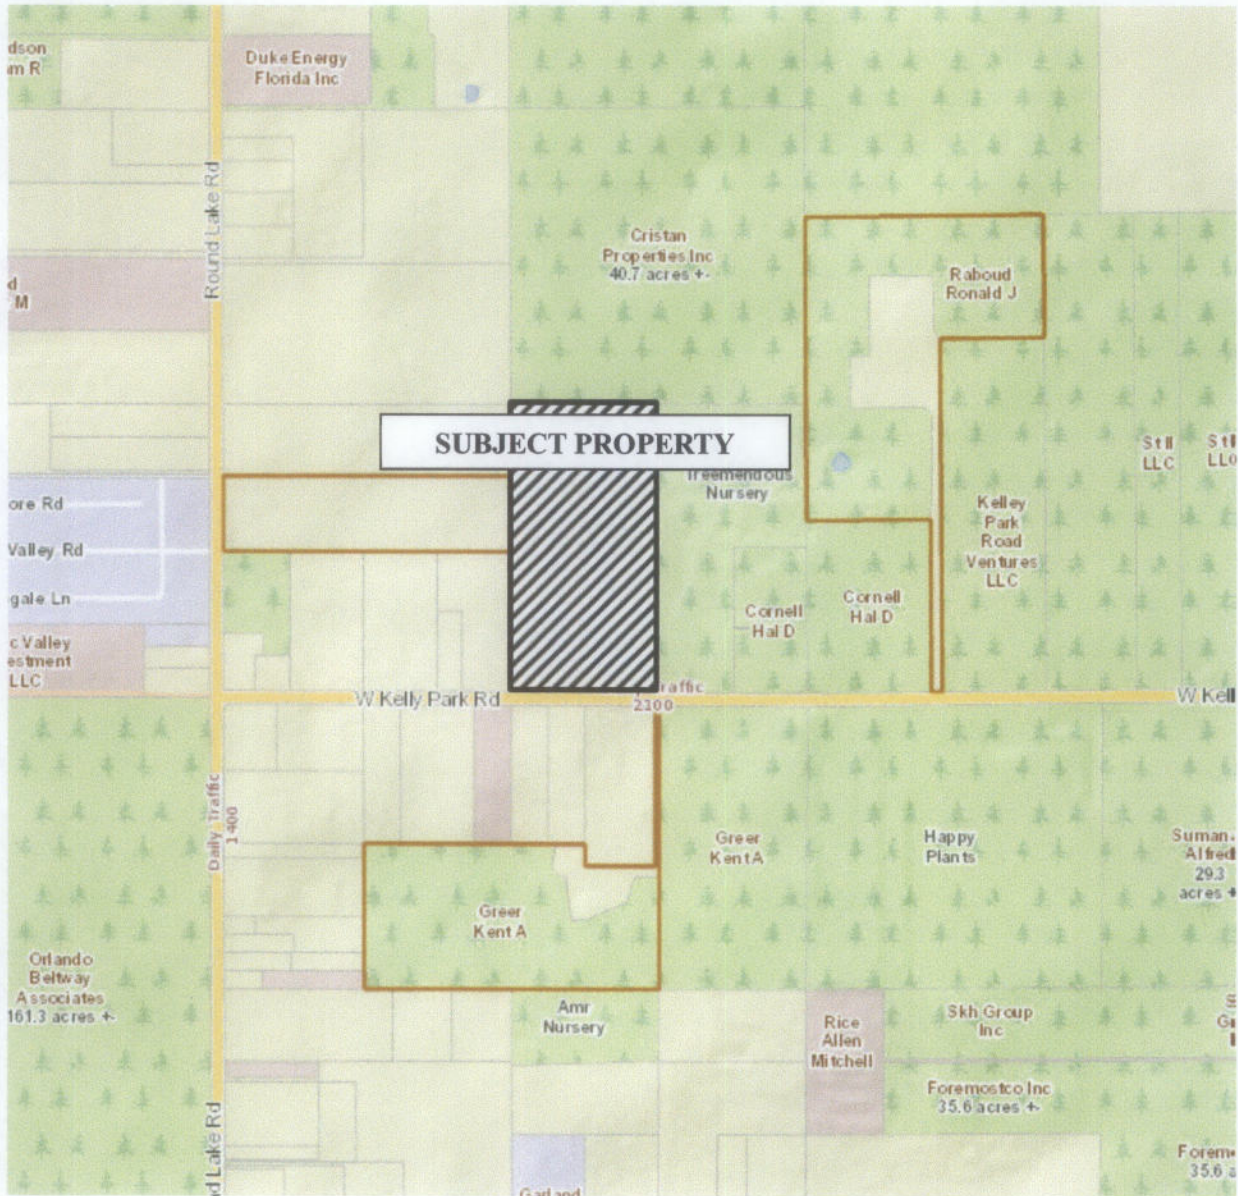 dson
m R
Duke Energy
Florida Inc
Round Lake Rd
Cristan
Properties Inc
40.7 acres +-
Raboud
Ronald J
d
M
SUBJECT PROPERTY
Treemendous
Nursery
Still
LLC
ore Rd
Valley Rd
gale Ln
Kelley
Park
Road
Ventures
LLC
Cornell
Hal D
Cornell
Hal D
c Valley
estment
LLC
W Kelly Park Rd
raffic
2100
W Kell
Daily Traffic
1400
Greer
Kent A
Happy
Plants
Suman
Alfred
29.3
acres +
Greer
Kent A
Orlando
Beltway
Associates
161.3 acres +-
Amr
Nursery
Rice
Allen
Mitchell
Skh Group
Inc
Foremostco Inc
35.6 acres +-
d Lake Rd
Forem
35.6 a
Garland